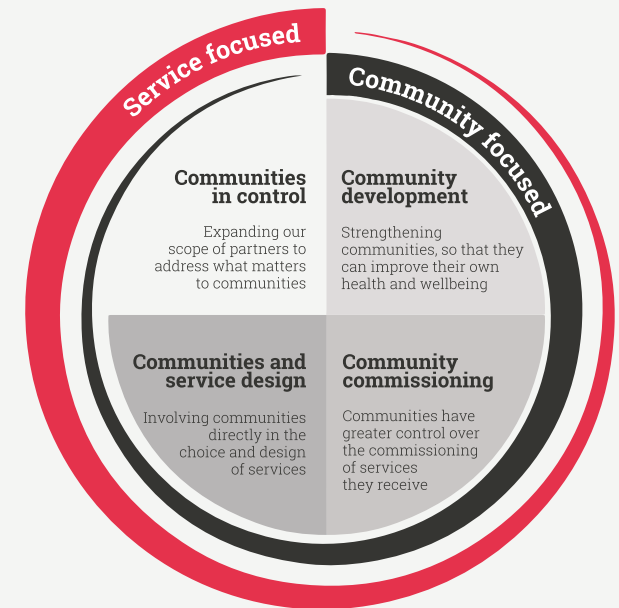 Service focused
Community focused
Communities
in control
Expanding our
scope of partners to
address what matters
to communities
Community
development
Strengthening
communities, so that they
can improve their own
health and wellbeing
Communities and
service design
Involving communities
directly in the
choice and design
of services
Community
commissioning
Communities have
greater control over
the commissioning
of services
they receive